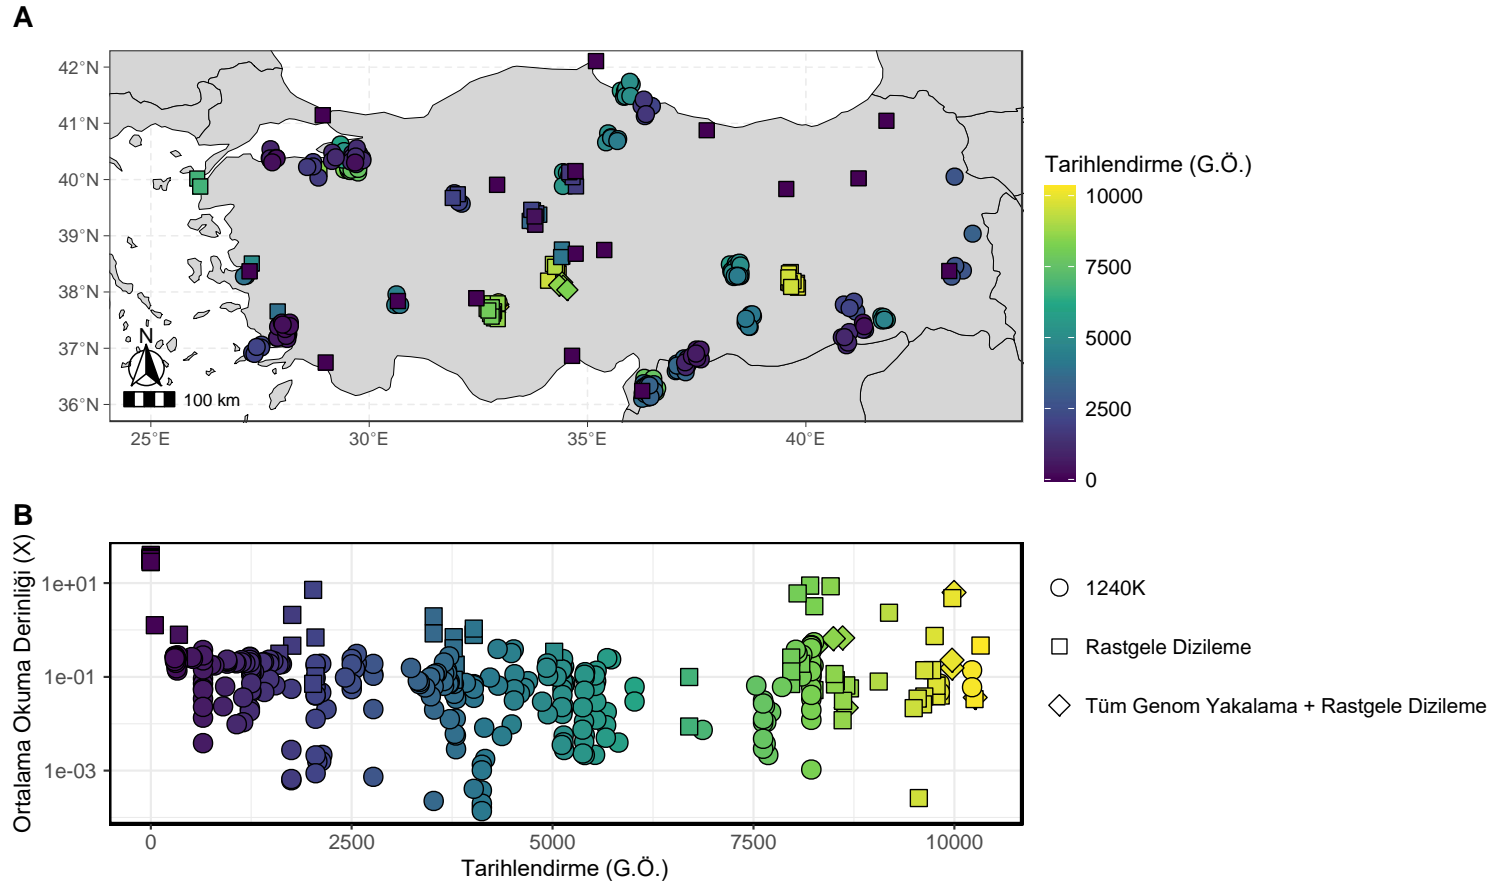 A
42°N
41°N
40°N
39°N
38°N
37°N
36°N
N
100 km
25°E
30°E
35°E
40°E
Tarihlendirme (G.Ö.)
10000
7500
5000
2500
0
B
Ortalama Okuma Derinliği (X)
1e+01
1e-01
1e-03
0
2500
5000
7500
10000
Tarihlendirme (G.Ö.)
1240K
Rastgele Dizileme
Tüm Genom Yakalama + Rastgele Dizileme